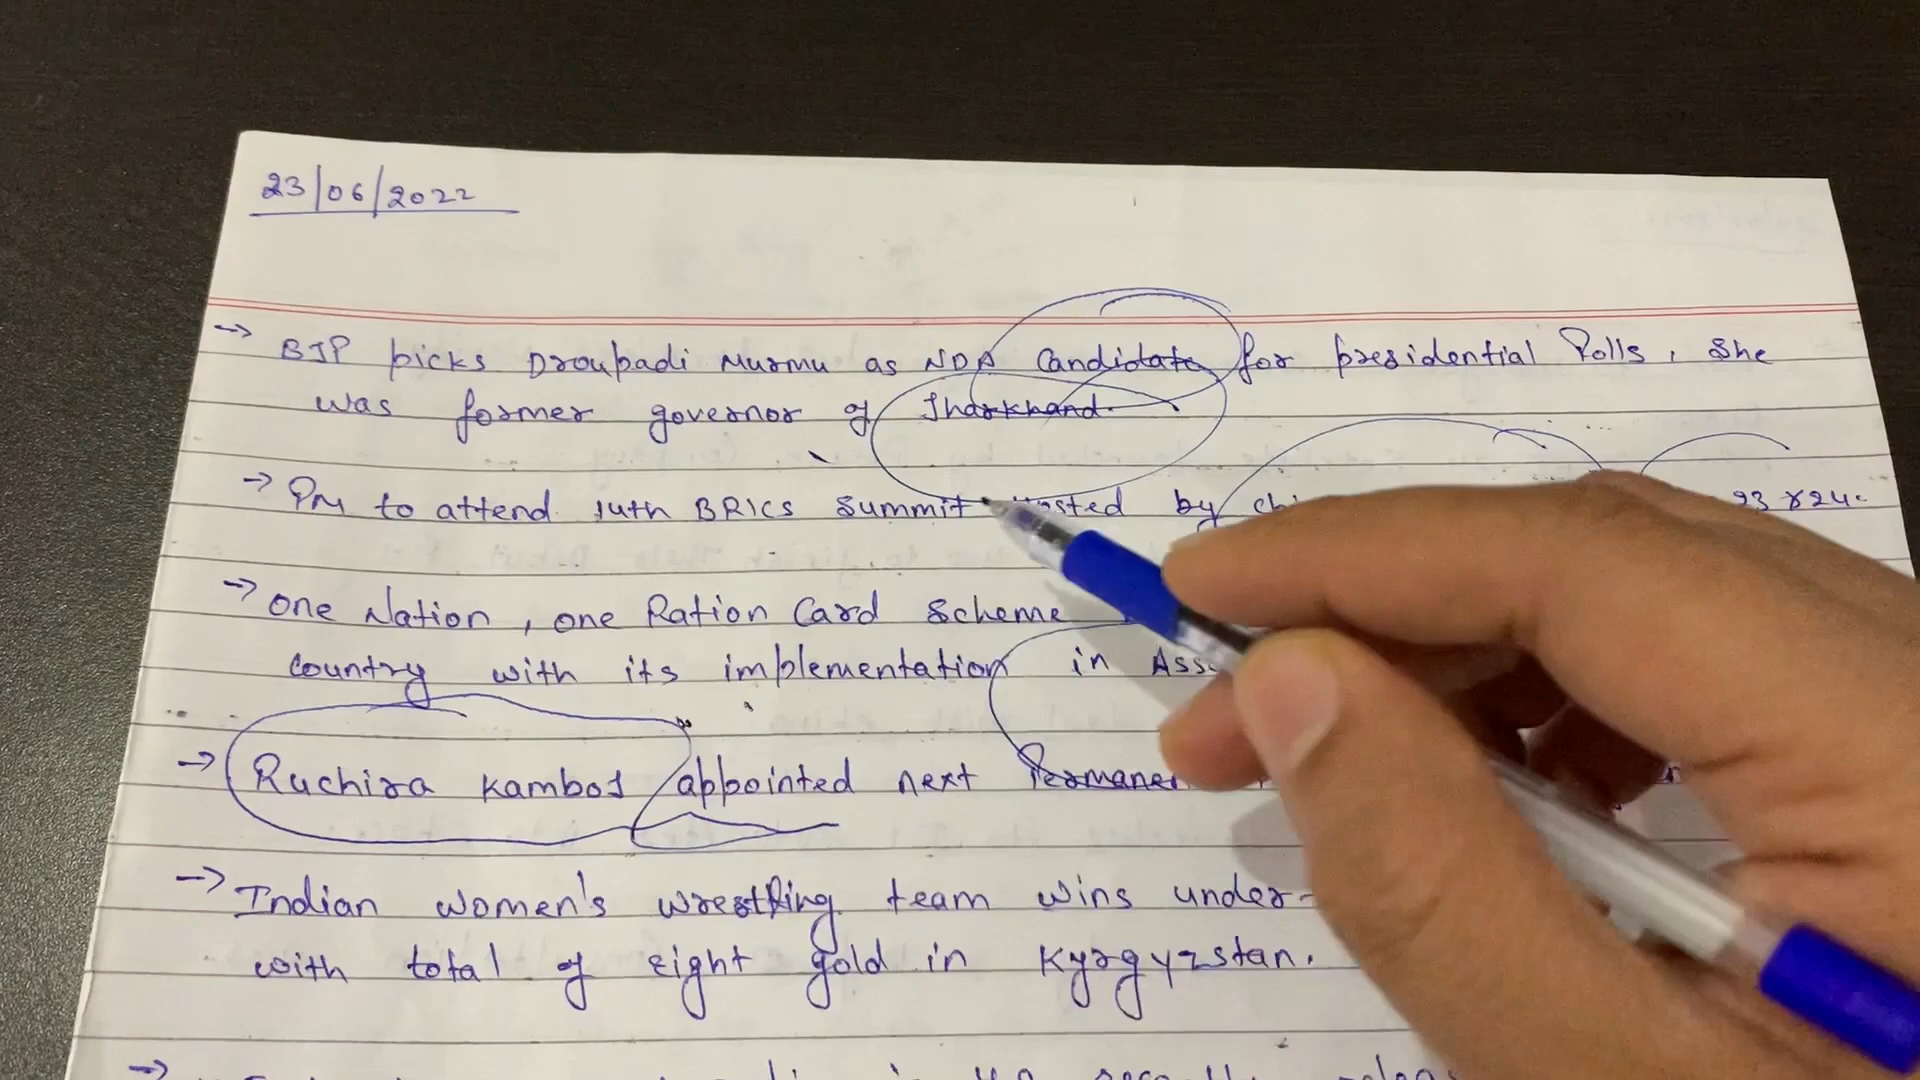 23/06/2022
→ BJP picks Droupadi Murmu as NDA Candidate for presidential Polls, She
was former governor of Jharkhand.
→ PM to attend 14th BRICS Summit by 23 & 24.
→ One Nation, one Ration Card Scheme
Country with its implementation in
→ Ruchira Kamboj appointed next
→ Indian women's wrestling team wins under-
with total of eight gold in Kyrgyzstan.
→